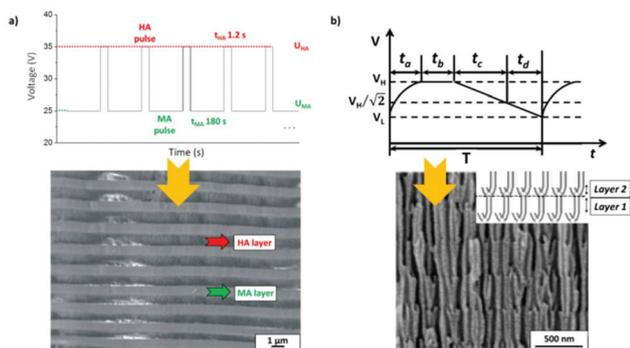 a)
40
35
30
25
20
Voltage (V)
HA
pulse
t_HA 1.2 s
U_HA
MA
pulse
t_MA 180 s
U_MA
...
Time (s)
HA layer
MA layer
1 µm
b)
V
t_a t_b t_c t_d
V_H
V_H/√2
V_L
T
t
Layer 2
Layer 1
500 nm